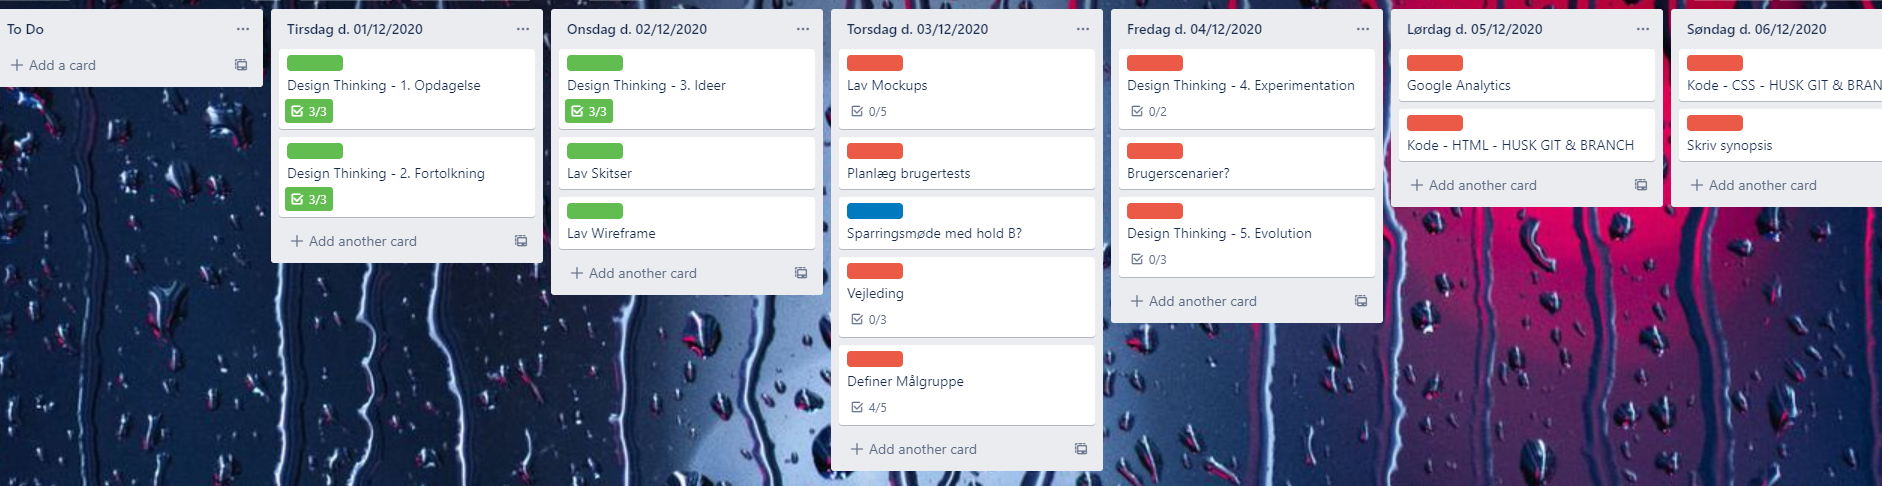 To Do
Add a card
Tirsdag d. 01/12/2020
Design Thinking - 1. Opdagelse
3/3
Design Thinking - 2. Fortolkning
3/3
Add another card
Onsdag d. 02/12/2020
Design Thinking - 3. Ideer
3/3
Lav Skitser
Lav Wireframe
Add another card
Torsdag d. 03/12/2020
Lav Mockups
0/5
Planlæg brugertests
Sparringsmøde med hold B?
Vejleding
0/3
Definer Målgruppe
4/5
Add another card
Fredag d. 04/12/2020
Design Thinking - 4. Experimentation
0/2
Brugerscenarier?
Design Thinking - 5. Evolution
0/3
Add another card
Lørdag d. 05/12/2020
Google Analytics
Kode - HTML - HUSK GIT & BRANCH
Add another card
Søndag d. 06/12/2020
Kode - CSS - HUSK GIT & BRAN
Skriv synopsis
Add another card